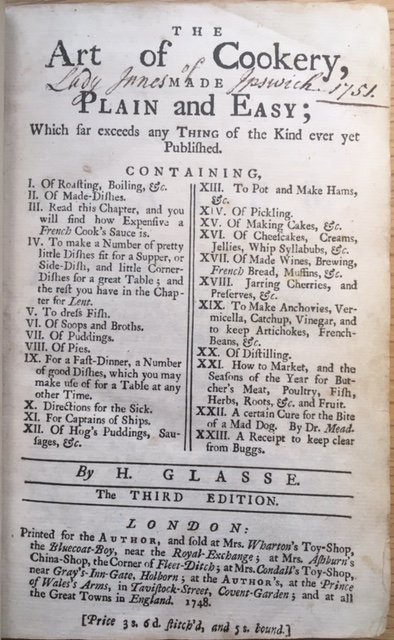 THE
Art of Cookery,
Lady Jones of Ipswich. 1751.
MADE
PLAIN and EASY;
Which far exceeds any THING of the Kind ever yet
Publiſhed.
CONTAINING,
I. Of Roaſting, Boiling, &c.
II. Of Made-Diſhes.
III. Read this Chapter, and you
will find how Expenſive a
French Cook's Sauce is.
IV. To make a Number of pretty
little Diſhes fit for a Supper, or
Side-Diſh, and little Corner-
Diſhes for a great Table; and
the reſt you have in the Chap-
ter for Lent.
V. To dreſs Fiſh.
VI. Of Soops and Broths.
VII. Of Puddings.
VIII. Of Pies.
IX. For a Faſt-Dinner, a Number
of good Diſhes, which you may
make uſe of for a Table at any
other Time.
X. Directions for the Sick.
XI. For Captains of Ships.
XII. Of Hog's Puddings, Sau-
ſages, &c.
XIII. To Pot and Make Hams,
&c.
XIV. Of Pickling.
XV. Of Making Cakes, &c.
XVI. Of Cheeſecakes, Creams,
Jellies, Whip Syllabubs, &c.
XVII. Of Made Wines, Brewing,
French Bread, Muffins, &c.
XVIII. Jarring Cherries, and
Preſerves, &c.
XIX. To Make Anchovies, Ver-
micella, Catchup, Vinegar, and
to keep Artichokes, French-
Beans, &c.
XX. Of Diſtilling.
XXI. How to Market, and the
Seaſons of the Year for But-
cher's Meat, Poultry, Fiſh,
Herbs, Roots, &c. and Fruit.
XXII. A certain Cure for the Bite
of a Mad Dog. By Dr. Mead.
XXIII. A Receipt to keep clear
from Buggs.
By H. GLASSE.
The THIRD EDITION.
LONDON:
Printed for the AUTHOR, and ſold at Mrs. Wharton's Toy-Shop,
the Bluecoat-Boy, near the Royal-Exchange; at Mrs. Aſhburn's
China-Shop, the Corner of Fleet-Ditch; at Mrs. Condall's Toy-Shop,
near Gray's-Inn-Gate, Holborn; at the AUTHOR's, at the Prince
of Wales's Arms, in Taviſtock-Street, Covent-Garden; and at all
the Great Towns in England. 1748.
[Price 3 s. 6 d. ſtitch'd, and 5 s. bound.]